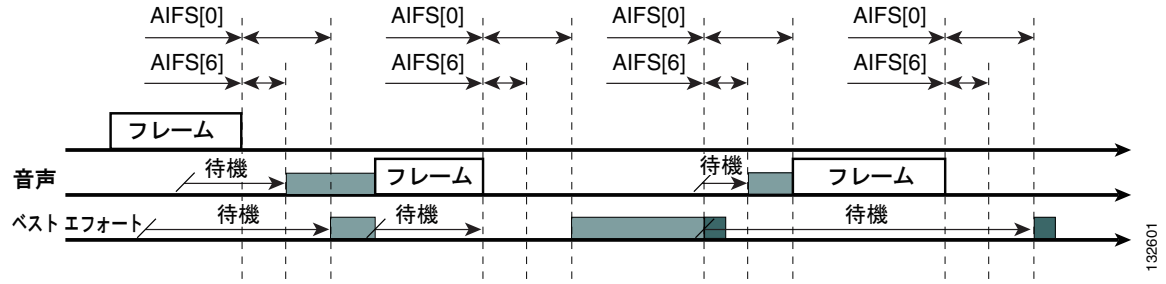 AIFS[0] AIFS[0] AIFS[0] AIFS[0]
AIFS[6] AIFS[6] AIFS[6] AIFS[6]
フレーム
音声 待機 フレーム 待機 フレーム
ベスト エフォート 待機 待機 待機
132601